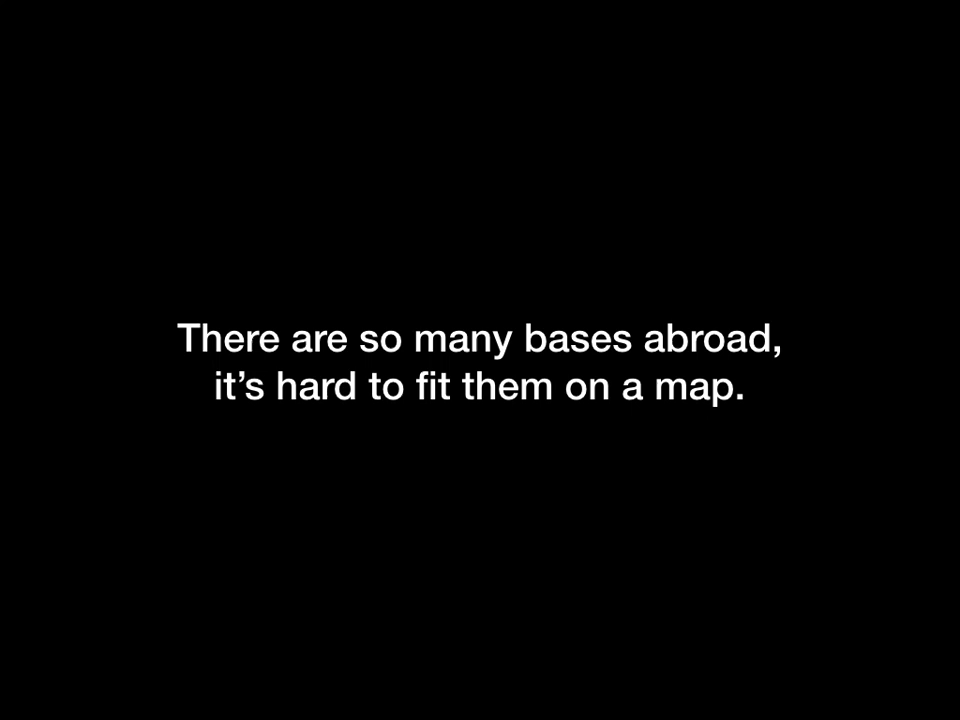 There are so many bases abroad,
it’s hard to fit them on a map.